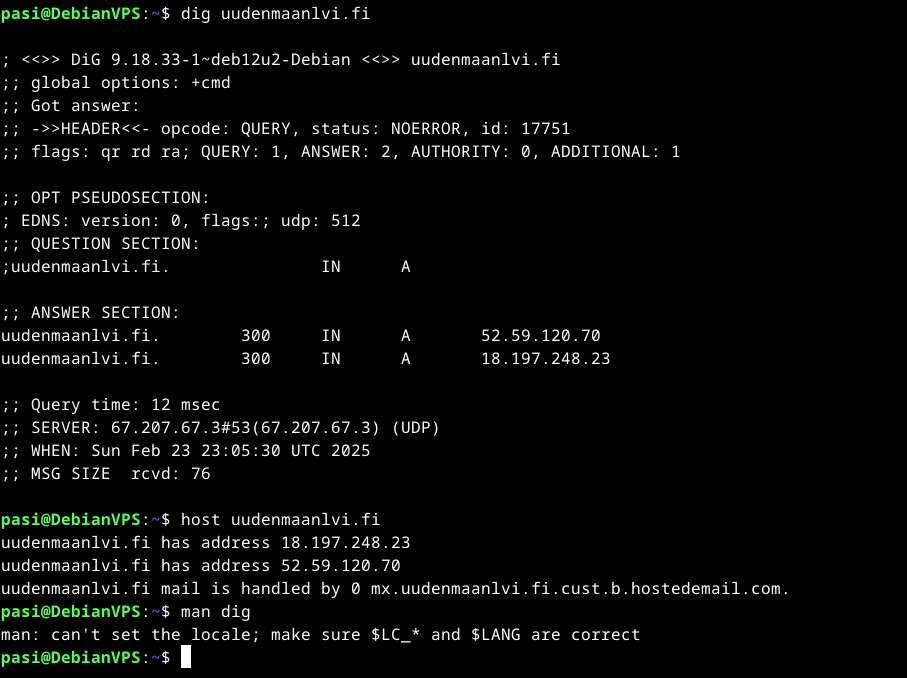 pasi@DebianVPS:~$ dig uudenmaanlvi.fi
; <<>> DiG 9.18.33-1~deb12u2-Debian <<>> uudenmaanlvi.fi
;; global options: +cmd
;; Got answer:
;; ->>HEADER<<- opcode: QUERY, status: NOERROR, id: 17751
;; flags: qr rd ra; QUERY: 1, ANSWER: 2, AUTHORITY: 0, ADDITIONAL: 1
;; OPT PSEUDOSECTION:
; EDNS: version: 0, flags:; udp: 512
;; QUESTION SECTION:
;uudenmaanlvi.fi. IN A
;; ANSWER SECTION:
uudenmaanlvi.fi. 300 IN A 52.59.120.70
uudenmaanlvi.fi. 300 IN A 18.197.248.23
;; Query time: 12 msec
;; SERVER: 67.207.67.3#53(67.207.67.3) (UDP)
;; WHEN: Sun Feb 23 23:05:30 UTC 2025
;; MSG SIZE  rcvd: 76
pasi@DebianVPS:~$ host uudenmaanlvi.fi
uudenmaanlvi.fi has address 18.197.248.23
uudenmaanlvi.fi has address 52.59.120.70
uudenmaanlvi.fi mail is handled by 0 mx.uudenmaanlvi.fi.cust.b.hostedemail.com.
pasi@DebianVPS:~$ man dig
man: can't set the locale; make sure $LC_* and $LANG are correct
pasi@DebianVPS:~$